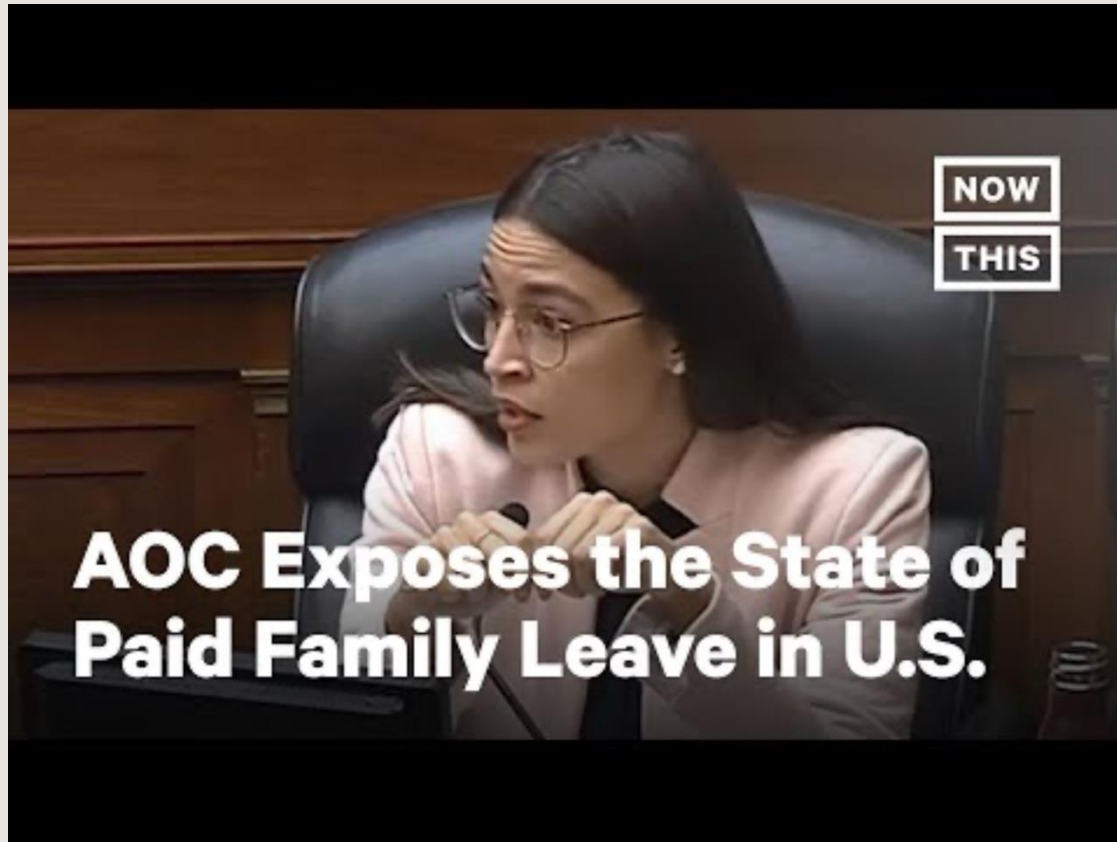 NOW
THIS
AOC Exposes the State of
Paid Family Leave in U.S.